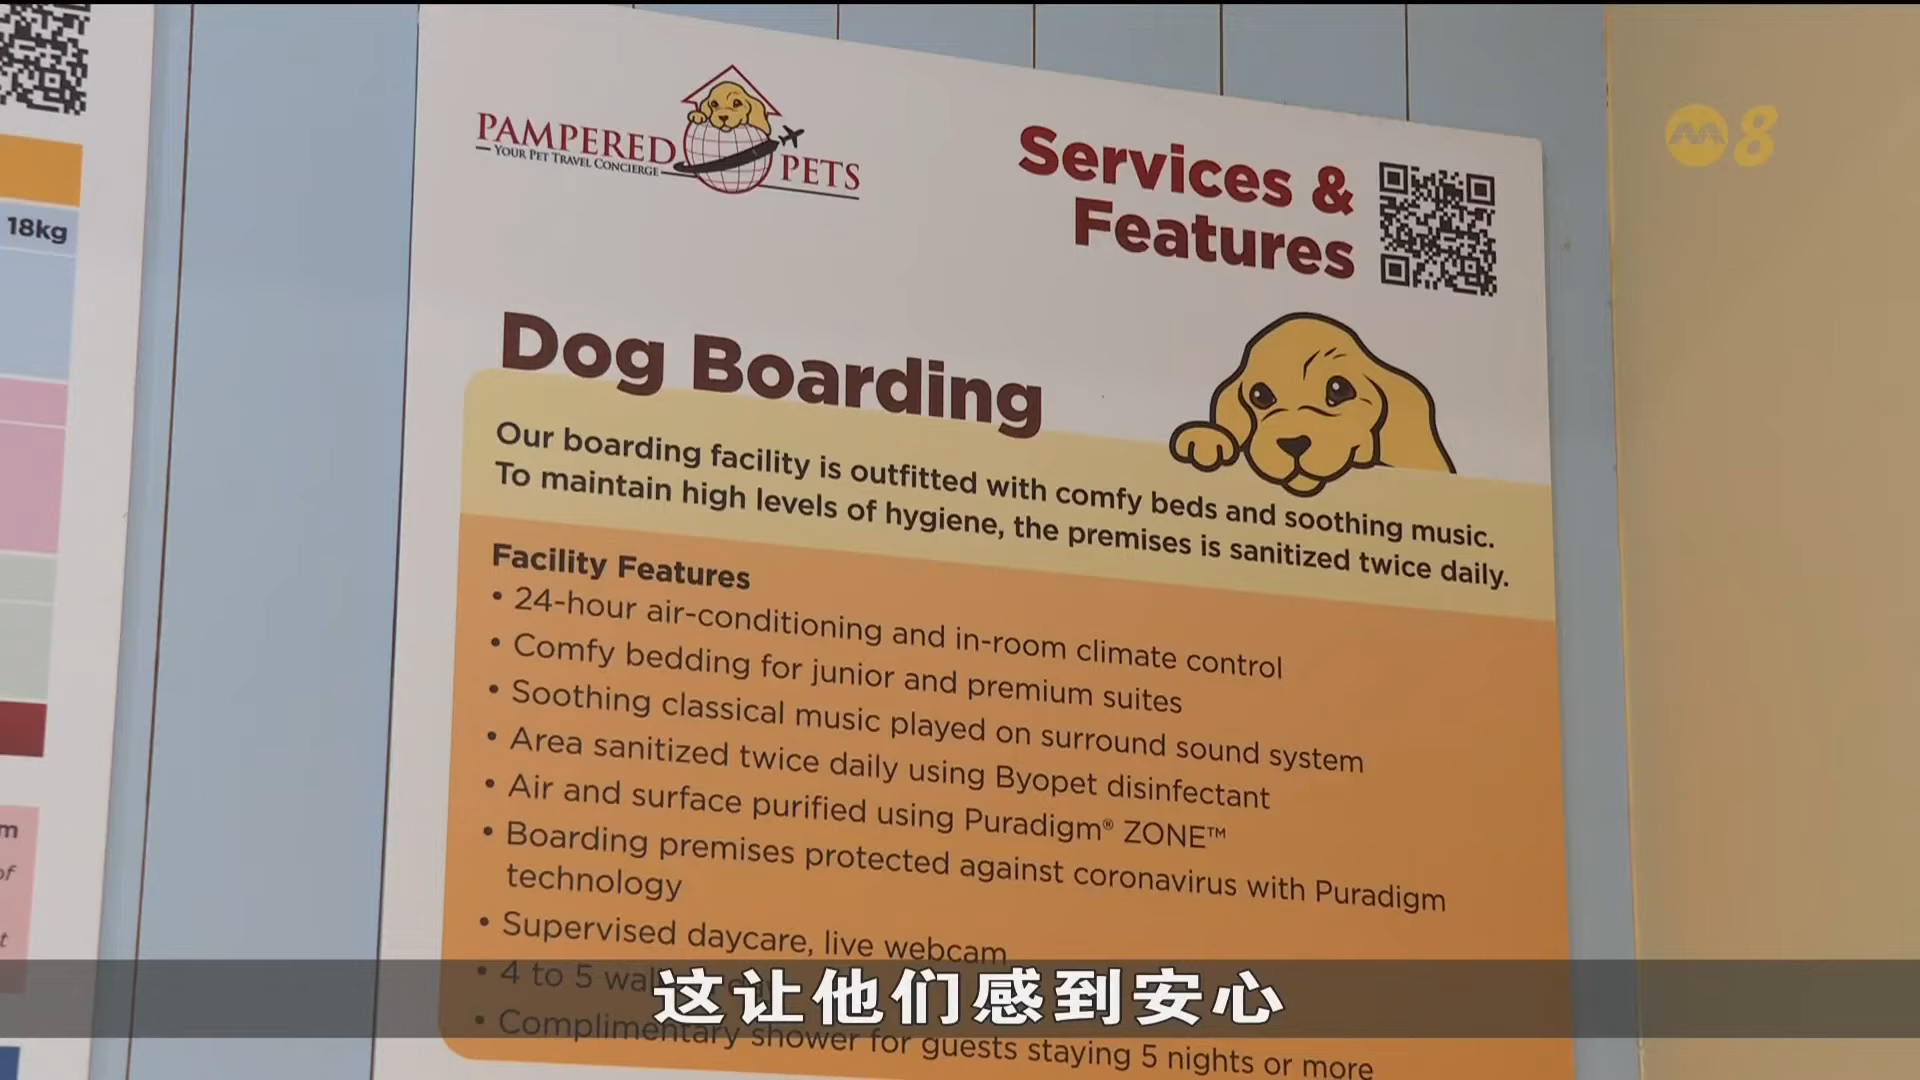 PAMPERED PETS
YOUR PET TRAVEL CONCIERGE
Services &
Features
8
18kg
Dog Boarding
Our boarding facility is outfitted with comfy beds and soothing music.
To maintain high levels of hygiene, the premises is sanitized twice daily.
Facility Features
• 24-hour air-conditioning and in-room climate control
• Comfy bedding for junior and premium suites
• Soothing classical music played on surround sound system
• Area sanitized twice daily using Byopet disinfectant
• Air and surface purified using Puradigm® ZONE™
• Boarding premises protected against coronavirus with Puradigm
technology
• Supervised daycare, live webcam
• 4 to 5
• Complimentary shower for guests staying 5 nights or more
这让他们感到安心
m
of
t